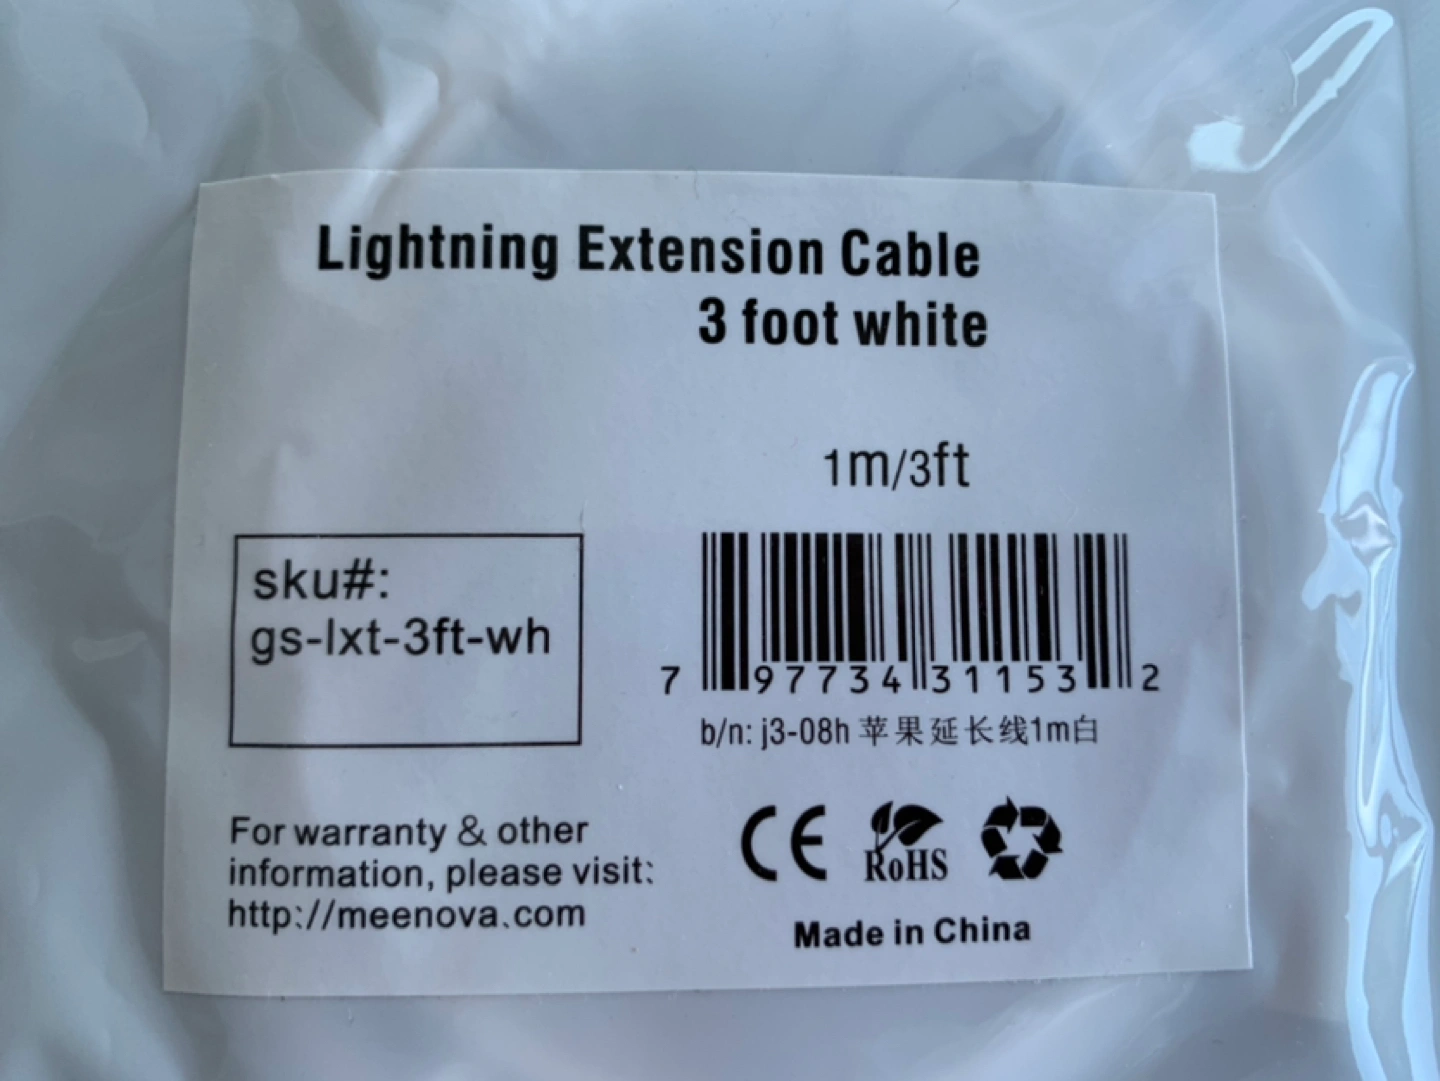 Lightning Extension Cable
3 foot white
1m/3ft
sku#:
gs-lxt-3ft-wh
7 97734 31153 2
b/n: j3-08h 苹果延长线1m白
For warranty & other
information, please visit:
http://meenova.com
CE RoHS
Made in China